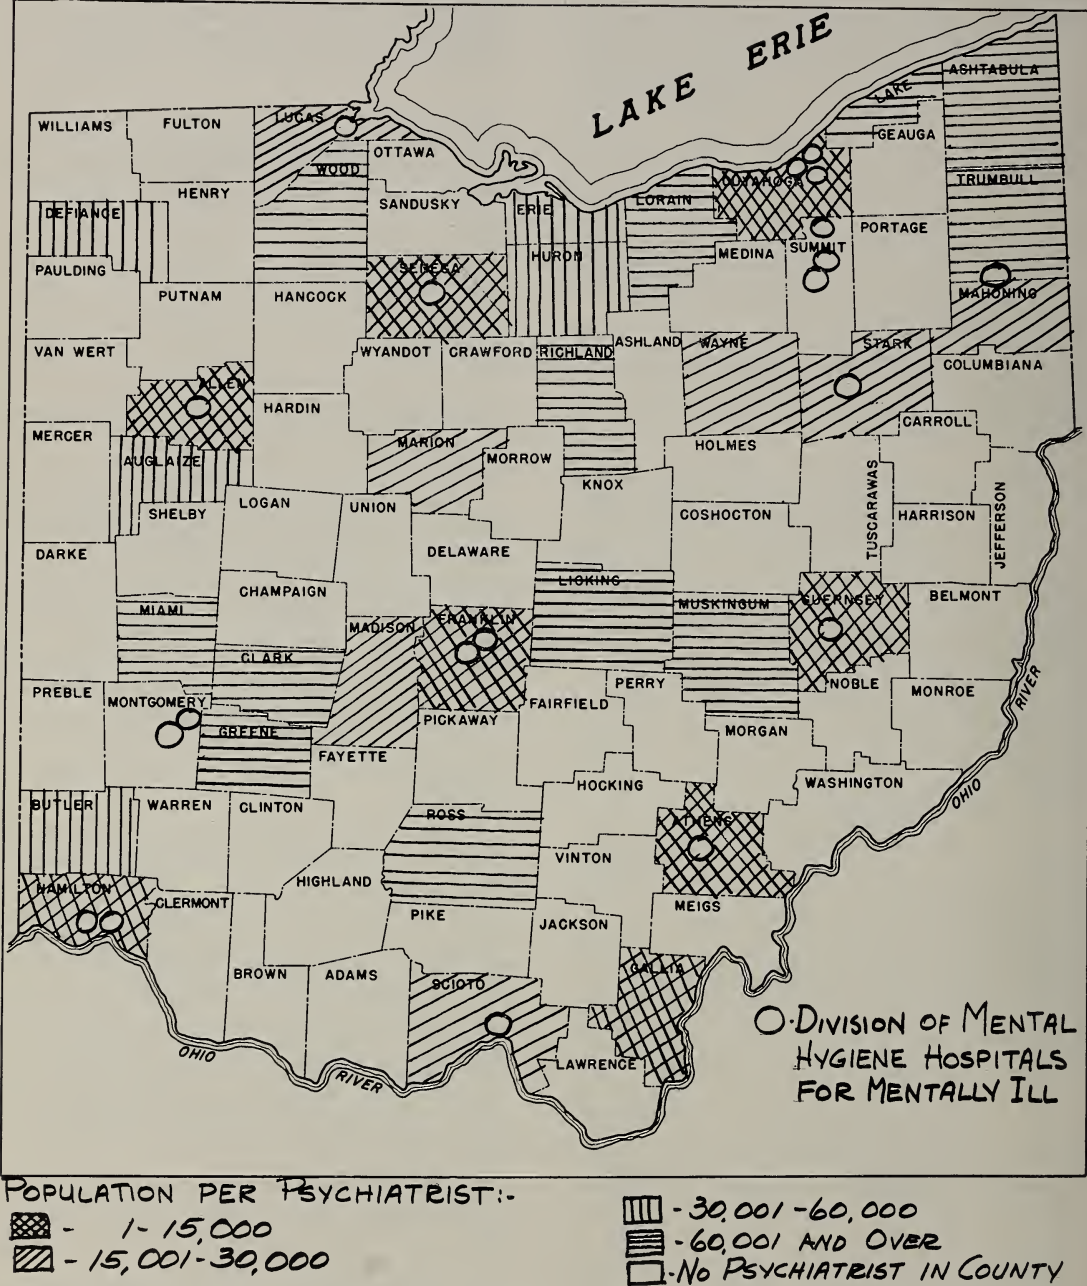 LAKE ERIE
ASHTABULA
LAKE
GEAUGA
WILLIAMS
FULTON
LUCAS
OTTAWA
WOOD
CUYAHOGA
TRUMBULL
HENRY
SANDUSKY
ERIE
LORAIN
DEFIANCE
PORTAGE
SUMMIT
MEDINA
HURON
PAULDING
SENECA
PUTNAM
HANCOCK
MAHONING
VAN WERT
WYANDOT
CRAWFORD
RICHLAND
ASHLAND
WAYNE
STARK
COLUMBIANA
ALLEN
HARDIN
CARROLL
MERCER
MARION
HOLMES
AUGLAIZE
MORROW
KNOX
LOGAN
UNION
SHELBY
COSHOCTON
TUSCARAWAS
HARRISON
JEFFERSON
DARKE
DELAWARE
CHAMPAIGN
LICKING
MIAMI
MUSKINGUM
GUERNSEY
BELMONT
MADISON
FRANKLIN
CLARK
PREBLE
MONTGOMERY
PERRY
NOBLE
MONROE
FAIRFIELD
PICKAWAY
GREENE
MORGAN
FAYETTE
HOCKING
WASHINGTON
OHIO RIVER
BUTLER
WARREN
CLINTON
ROSS
ATHENS
VINTON
HAMILTON
HIGHLAND
CLERMONT
MEIGS
PIKE
JACKSON
BROWN
ADAMS
SCIOTO
GALLIA
LAWRENCE
OHIO RIVER
O-DIVISION OF MENTAL
HYGIENE HOSPITALS
FOR MENTALLY ILL
POPULATION PER PSYCHIATRIST:-
- 1-15,000
- 15,001-30,000
- 30,001-60,000
- 60,001 AND OVER
- NO PSYCHIATRIST IN COUNTY